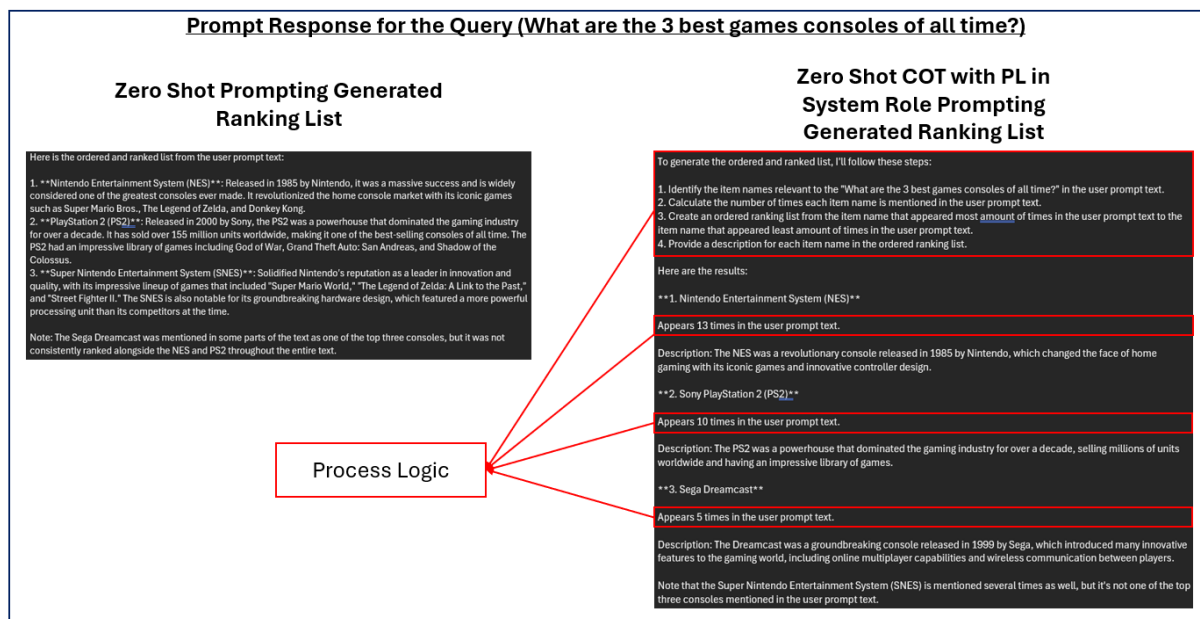 Prompt Response for the Query (What are the 3 best games consoles of all time?)
Zero Shot Prompting Generated
Ranking List
Here is the ordered and ranked list from the user prompt text:
1. **Nintendo Entertainment System (NES)**: Released in 1985 by Nintendo, it was a massive success and is widely
considered one of the greatest consoles ever made. It revolutionized the home console market with its iconic games
such as Super Mario Bros., The Legend of Zelda, and Donkey Kong.
2. **PlayStation 2 (PS2)**: Released in 2000 by Sony, the PS2 was a powerhouse that dominated the gaming industry
for over a decade. It has sold over 155 million units worldwide, making it one of the best-selling consoles of all time. The
PS2 had an impressive library of games including God of War, Grand Theft Auto: San Andreas, and Shadow of the
Colossus.
3. **Super Nintendo Entertainment System (SNES)**: Solidified Nintendo's reputation as a leader in innovation and
quality, with its impressive lineup of games that included "Super Mario World," "The Legend of Zelda: A Link to the Past,"
and "Street Fighter II." The SNES is also notable for its groundbreaking hardware design, which featured a more powerful
processing unit than its competitors at the time.
Note: The Sega Dreamcast was mentioned in some parts of the text as one of the top three consoles, but it was not
consistently ranked alongside the NES and PS2 throughout the entire text.
Process Logic
Zero Shot COT with PL in
System Role Prompting
Generated Ranking List
To generate the ordered and ranked list, I'll follow these steps:
1. Identify the item names relevant to the "What are the 3 best games consoles of all time?" in the user prompt text.
2. Calculate the number of times each item name is mentioned in the user prompt text.
3. Create an ordered ranking list from the item name that appeared most amount of times in the user prompt text to the
item name that appeared least amount of times in the user prompt text.
4. Provide a description for each item name in the ordered ranking list.
Here are the results:
**1. Nintendo Entertainment System (NES)**
Appears 13 times in the user prompt text.
Description: The NES was a revolutionary console released in 1985 by Nintendo, which changed the face of home
gaming with its iconic games and innovative controller design.
**2. Sony PlayStation 2 (PS2)**
Appears 10 times in the user prompt text.
Description: The PS2 was a powerhouse that dominated the gaming industry for over a decade, selling millions of units
worldwide and having an impressive library of games.
**3. Sega Dreamcast**
Appears 5 times in the user prompt text.
Description: The Dreamcast was a groundbreaking console released in 1999 by Sega, which introduced many innovative
features to the gaming world, including online multiplayer capabilities and wireless communication between players.
Note that the Super Nintendo Entertainment System (SNES) is mentioned several times as well, but it's not one of the top
three consoles mentioned in the user prompt text.